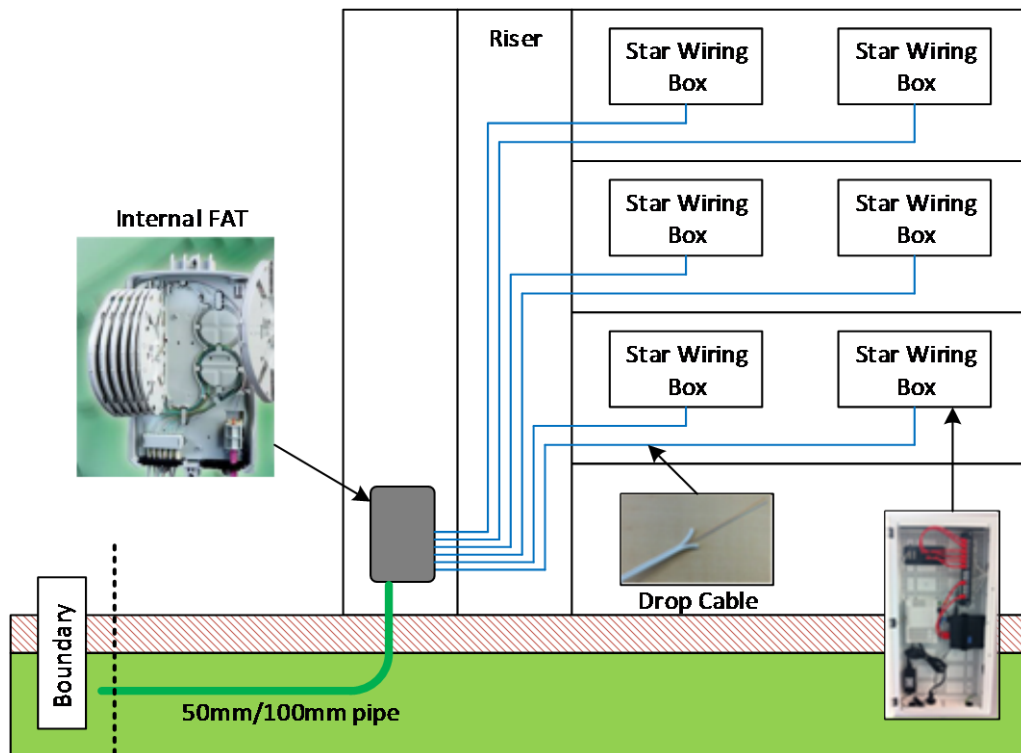 Riser
Star Wiring
Box
Star Wiring
Box
Star Wiring
Box
Star Wiring
Box
Internal FAT
Star Wiring
Box
Star Wiring
Box
Drop Cable
Boundary
50mm/100mm pipe